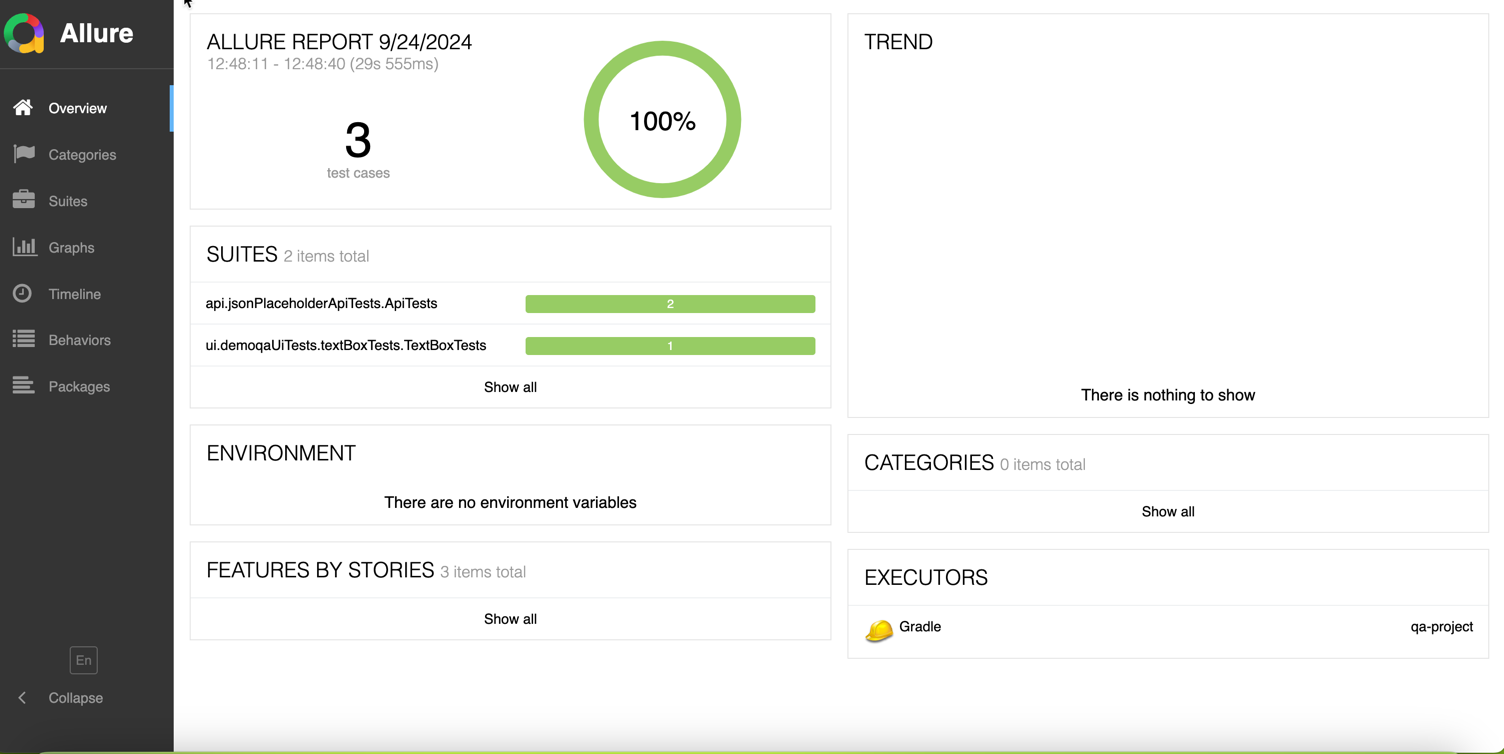 Allure
Overview
Categories
Suites
Graphs
Timeline
Behaviors
Packages
En
Collapse
ALLURE REPORT 9/24/2024
12:48:11 - 12:48:40 (29s 555ms)
3
test cases
100%
SUITES 2 items total
api.jsonPlaceholderApiTests.ApiTests 2
ui.demoqaUiTests.textBoxTests.TextBoxTests 1
Show all
ENVIRONMENT
There are no environment variables
FEATURES BY STORIES 3 items total
Show all
TREND
There is nothing to show
CATEGORIES 0 items total
Show all
EXECUTORS
Gradle qa-project